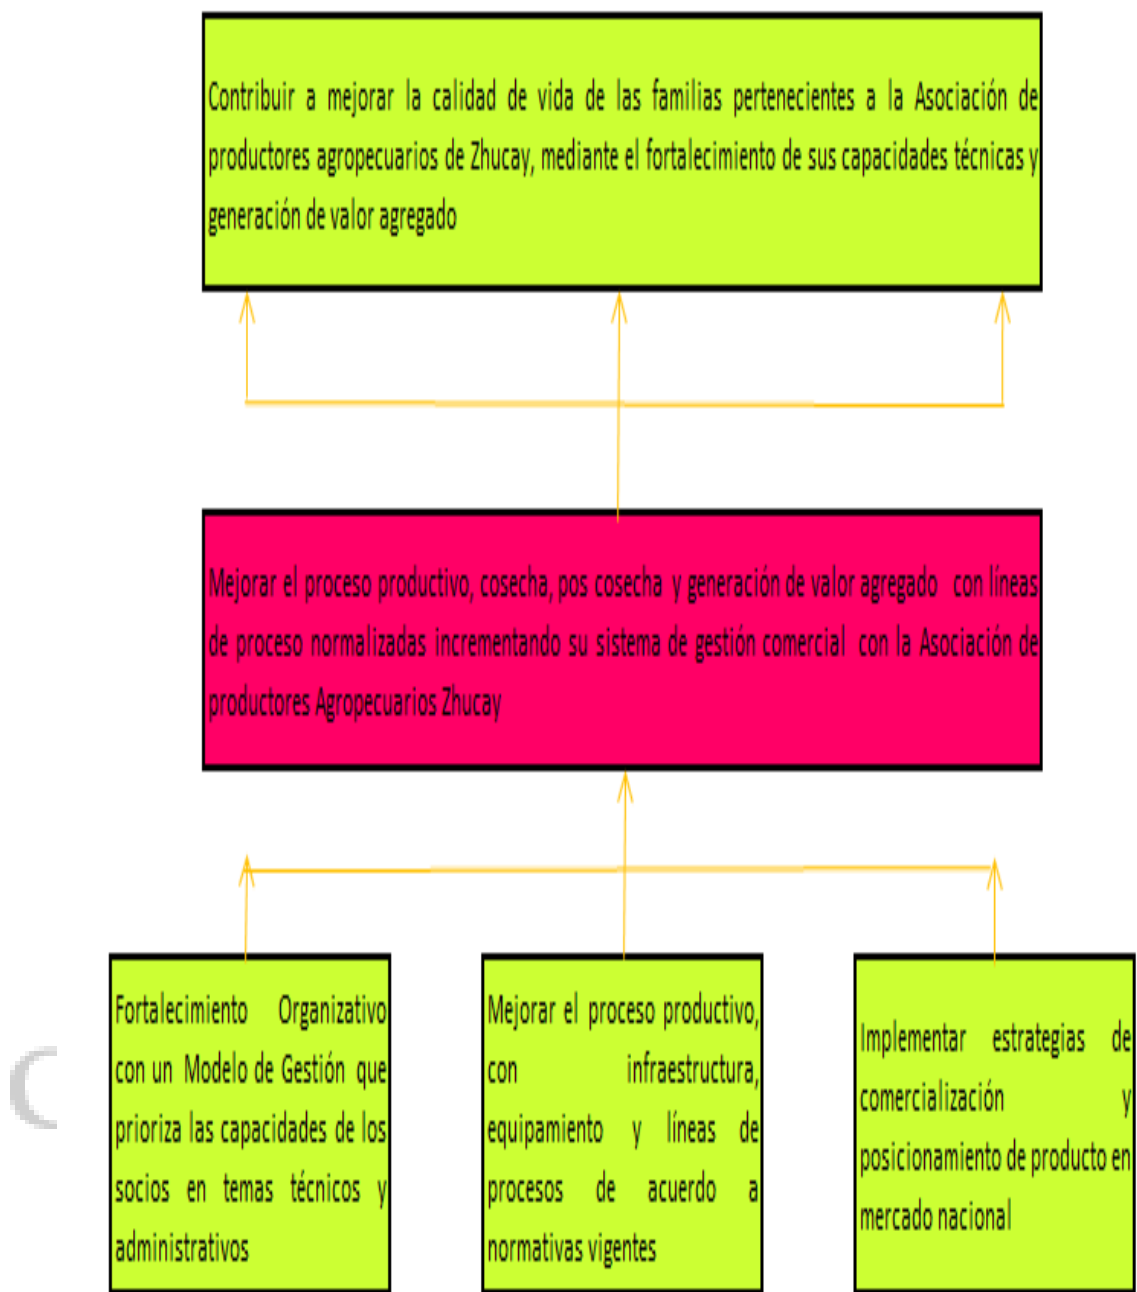 Contribuir a mejorar la calidad de vida de las familias pertenecientes a la Asociación de
productores agropecuarios de Zhucay, mediante el fortalecimiento de sus capacidades técnicas y
generación de valor agregado
Mejorar el proceso productivo, cosecha, pos cosecha y generación de valor agregado con líneas
de proceso normalizadas incrementando su sistema de gestión comercial con la Asociación de
productores Agropecuarios Zhucay
Fortalecimiento Organizativo
con un Modelo de Gestión que
prioriza las capacidades de los
socios en temas técnicos y
administrativos
Mejorar el proceso productivo,
con infraestructura,
equipamiento y líneas de
procesos de acuerdo a
normativas vigentes
Implementar estrategias de
comercialización y
posicionamiento de producto en
mercado nacional